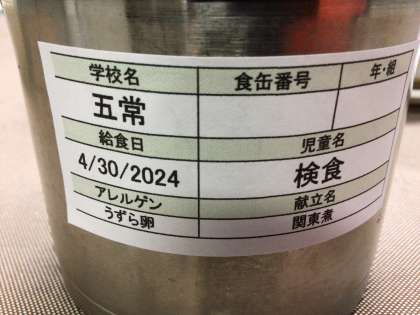 学校名 食缶番号 年・組
五常
給食日 児童名
4/30/2024 検食
アレルゲン 献立名
うずら卵 関東煮